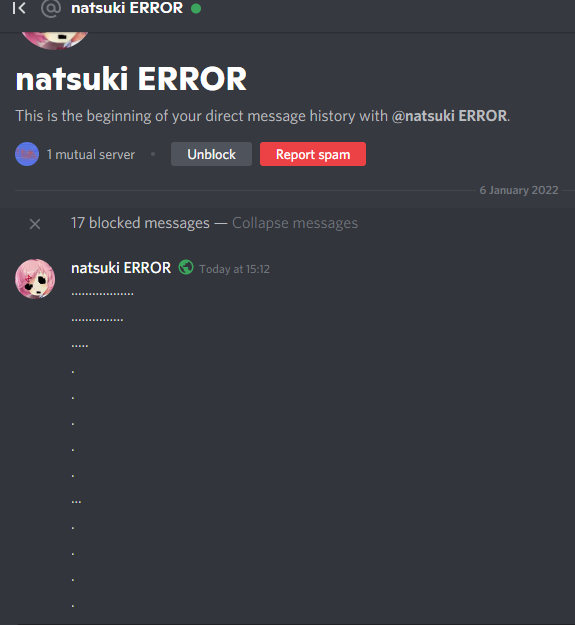 natsuki ERROR
natsuki ERROR
This is the beginning of your direct message history with @natsuki ERROR.
1 mutual server • Unblock Report spam
6 January 2022
17 blocked messages — Collapse messages
natsuki ERROR Today at 15:12
..................
...............
.....
.
.
.
.
.
...
.
.
.
.